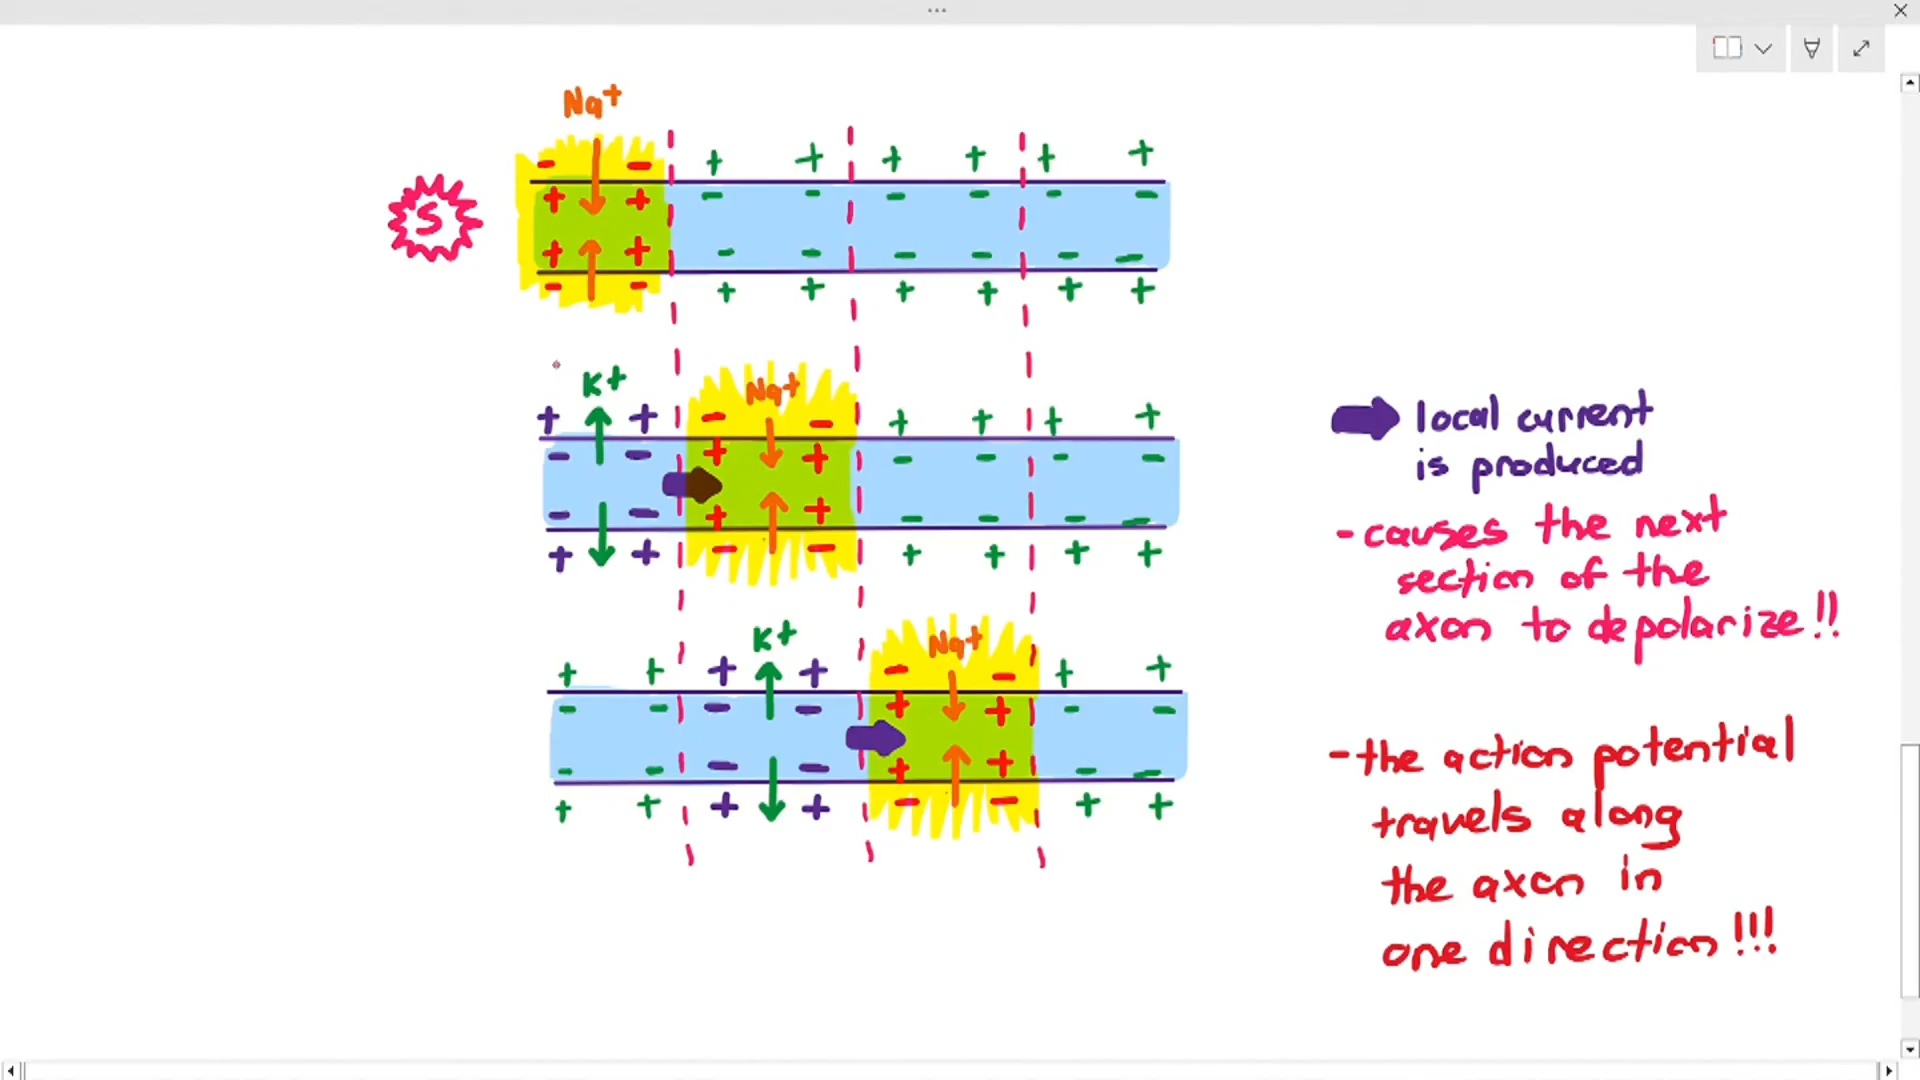 Na+
S
K+
Na+
local current
is produced
- causes the next
section of the
axon to depolarize!!
K+
Na+
- the action potential
travels along
the axon in
one direction!!!